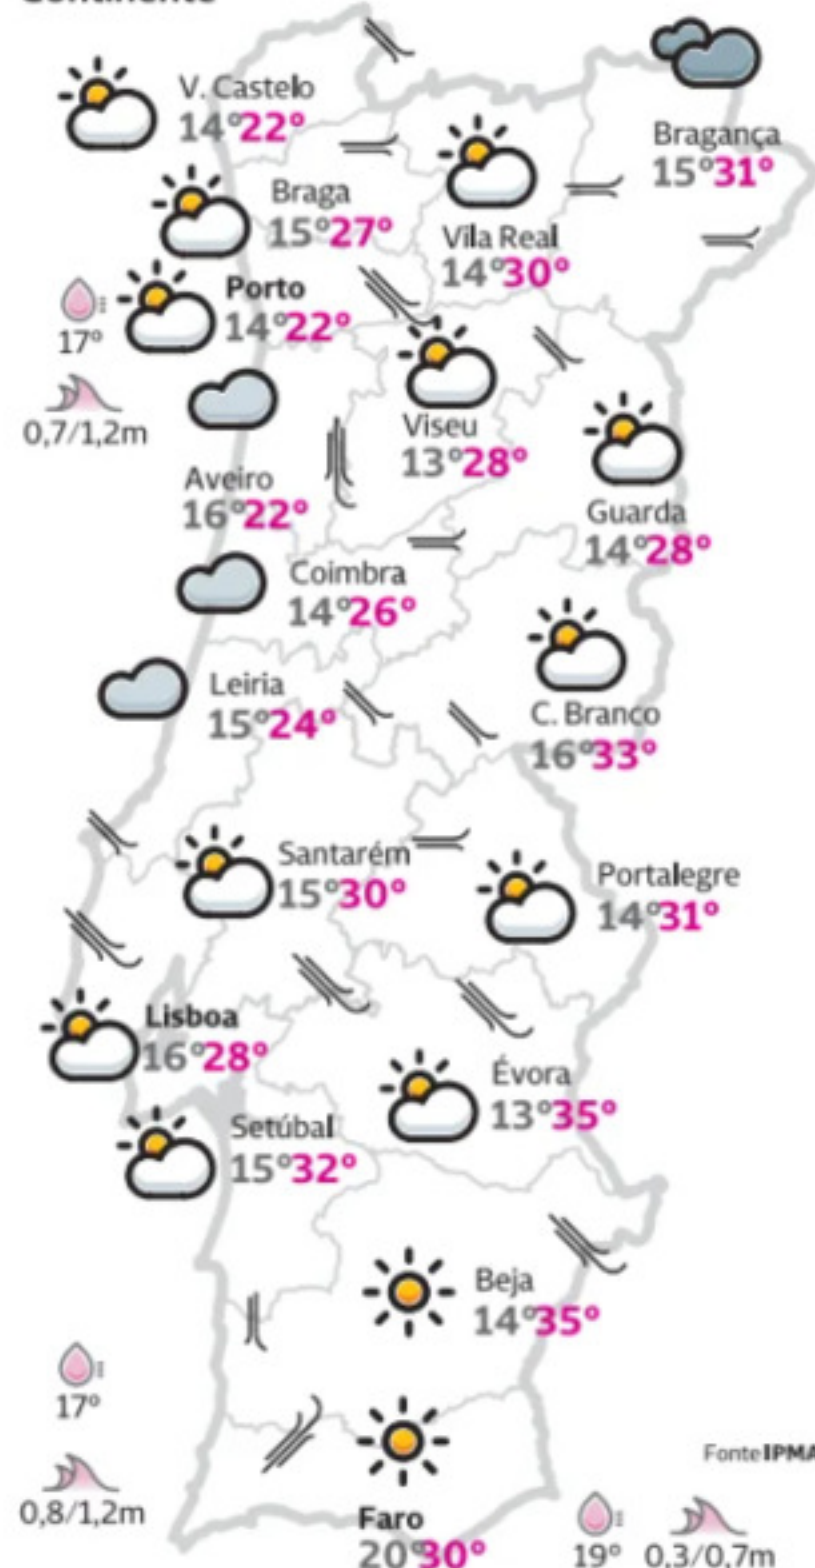 Continente
V. Castelo
14°22°
Bragança
15°31°
Braga
15°27°
Vila Real
14°30°
Porto
14°22°
17°
0,7/1,2m
Viseu
13°28°
Aveiro
16°22°
Guarda
14°28°
Coimbra
14°26°
Leiria
15°24°
C. Branco
16°33°
Santarém
15°30°
Portalegre
14°31°
Lisboa
16°28°
Évora
13°35°
Setúbal
15°32°
Beja
14°35°
17°
0,8/1,2m
Fonte IPMA
Faro
20°30°
19° 0,3/0,7m